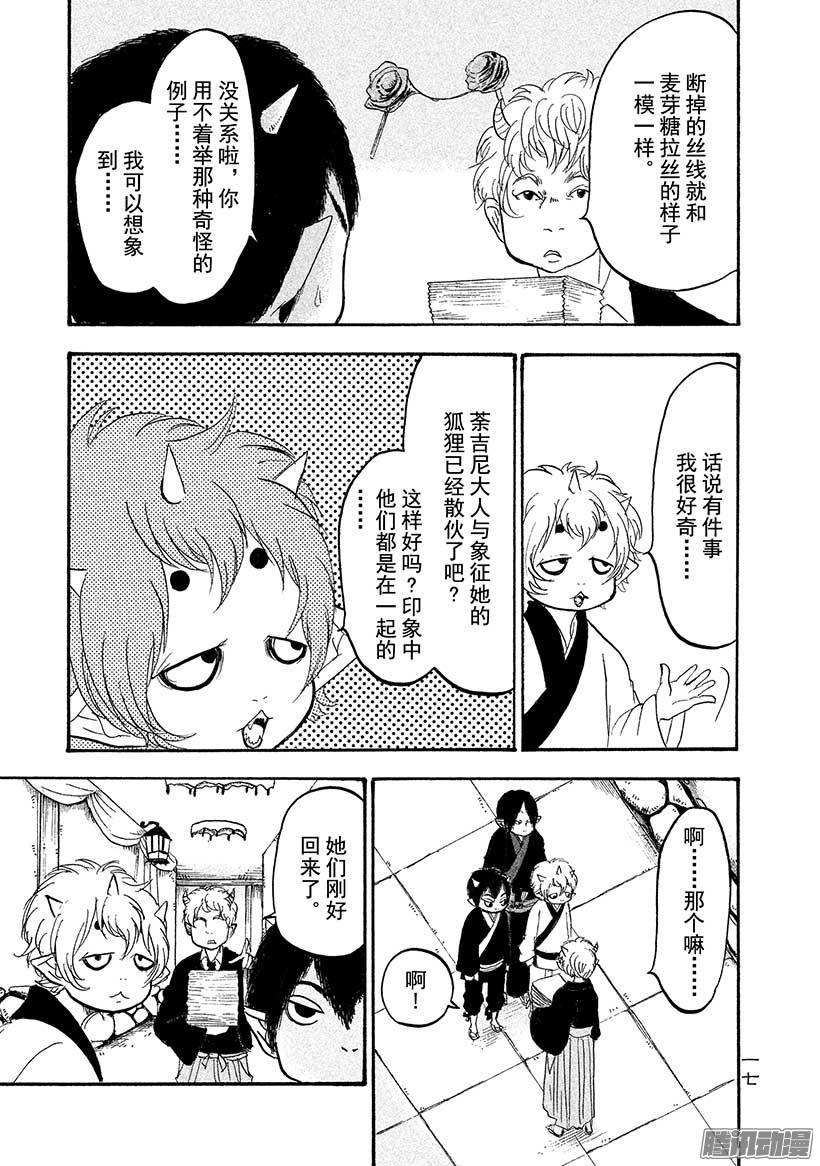 断掉的丝线就和
麦芽糖拉丝的样子
一模一样。
没关系啦，你
用不着举那种奇怪的
例子……
我可以想象
到……
话说有件事
我很好奇……
荼吉尼大人与象征她的
狐狸已经散伙了吧？
这样好吗？印象中
他们都是在一起的
……
啊……那个嘛……
啊！
她们刚好
回来了。
一七
腾讯动漫